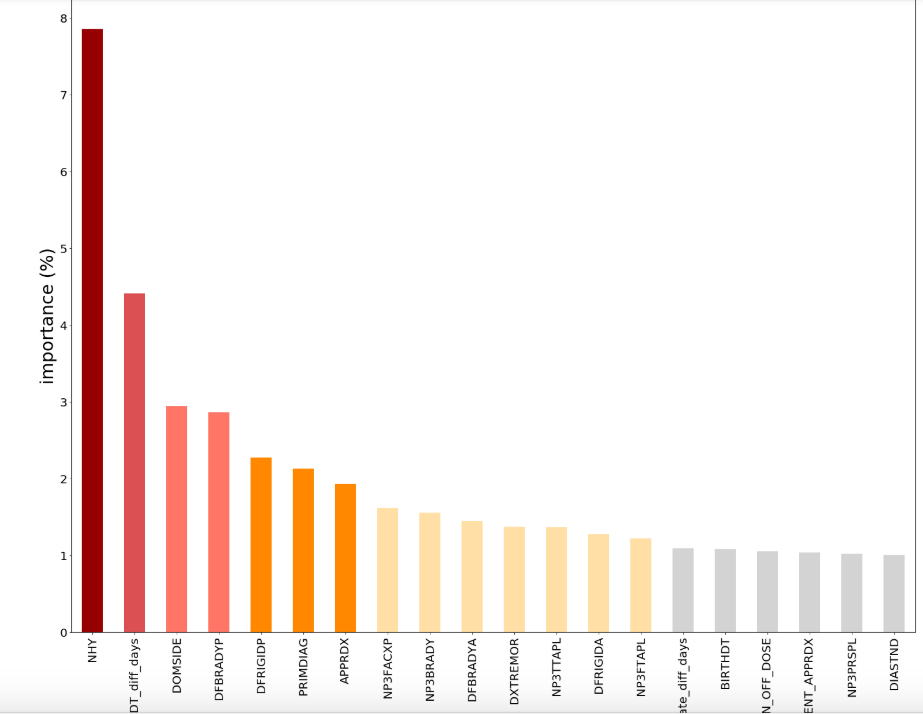 importance (%)
8
7
6
5
4
3
2
1
0
NHY
DT_diff_days
DOMSIDE
DFBRADYP
DFRIGIDP
PRIMDIAG
APPRDX
NP3FACXP
NP3BRADY
DFBRADYA
DXTREMOR
NP3TTAPL
DFRIGIDA
NP3FTAPL
ate_diff_days
BIRTHDT
N_OFF_DOSE
ENT_APPRDX
NP3PRSPL
DIASTND